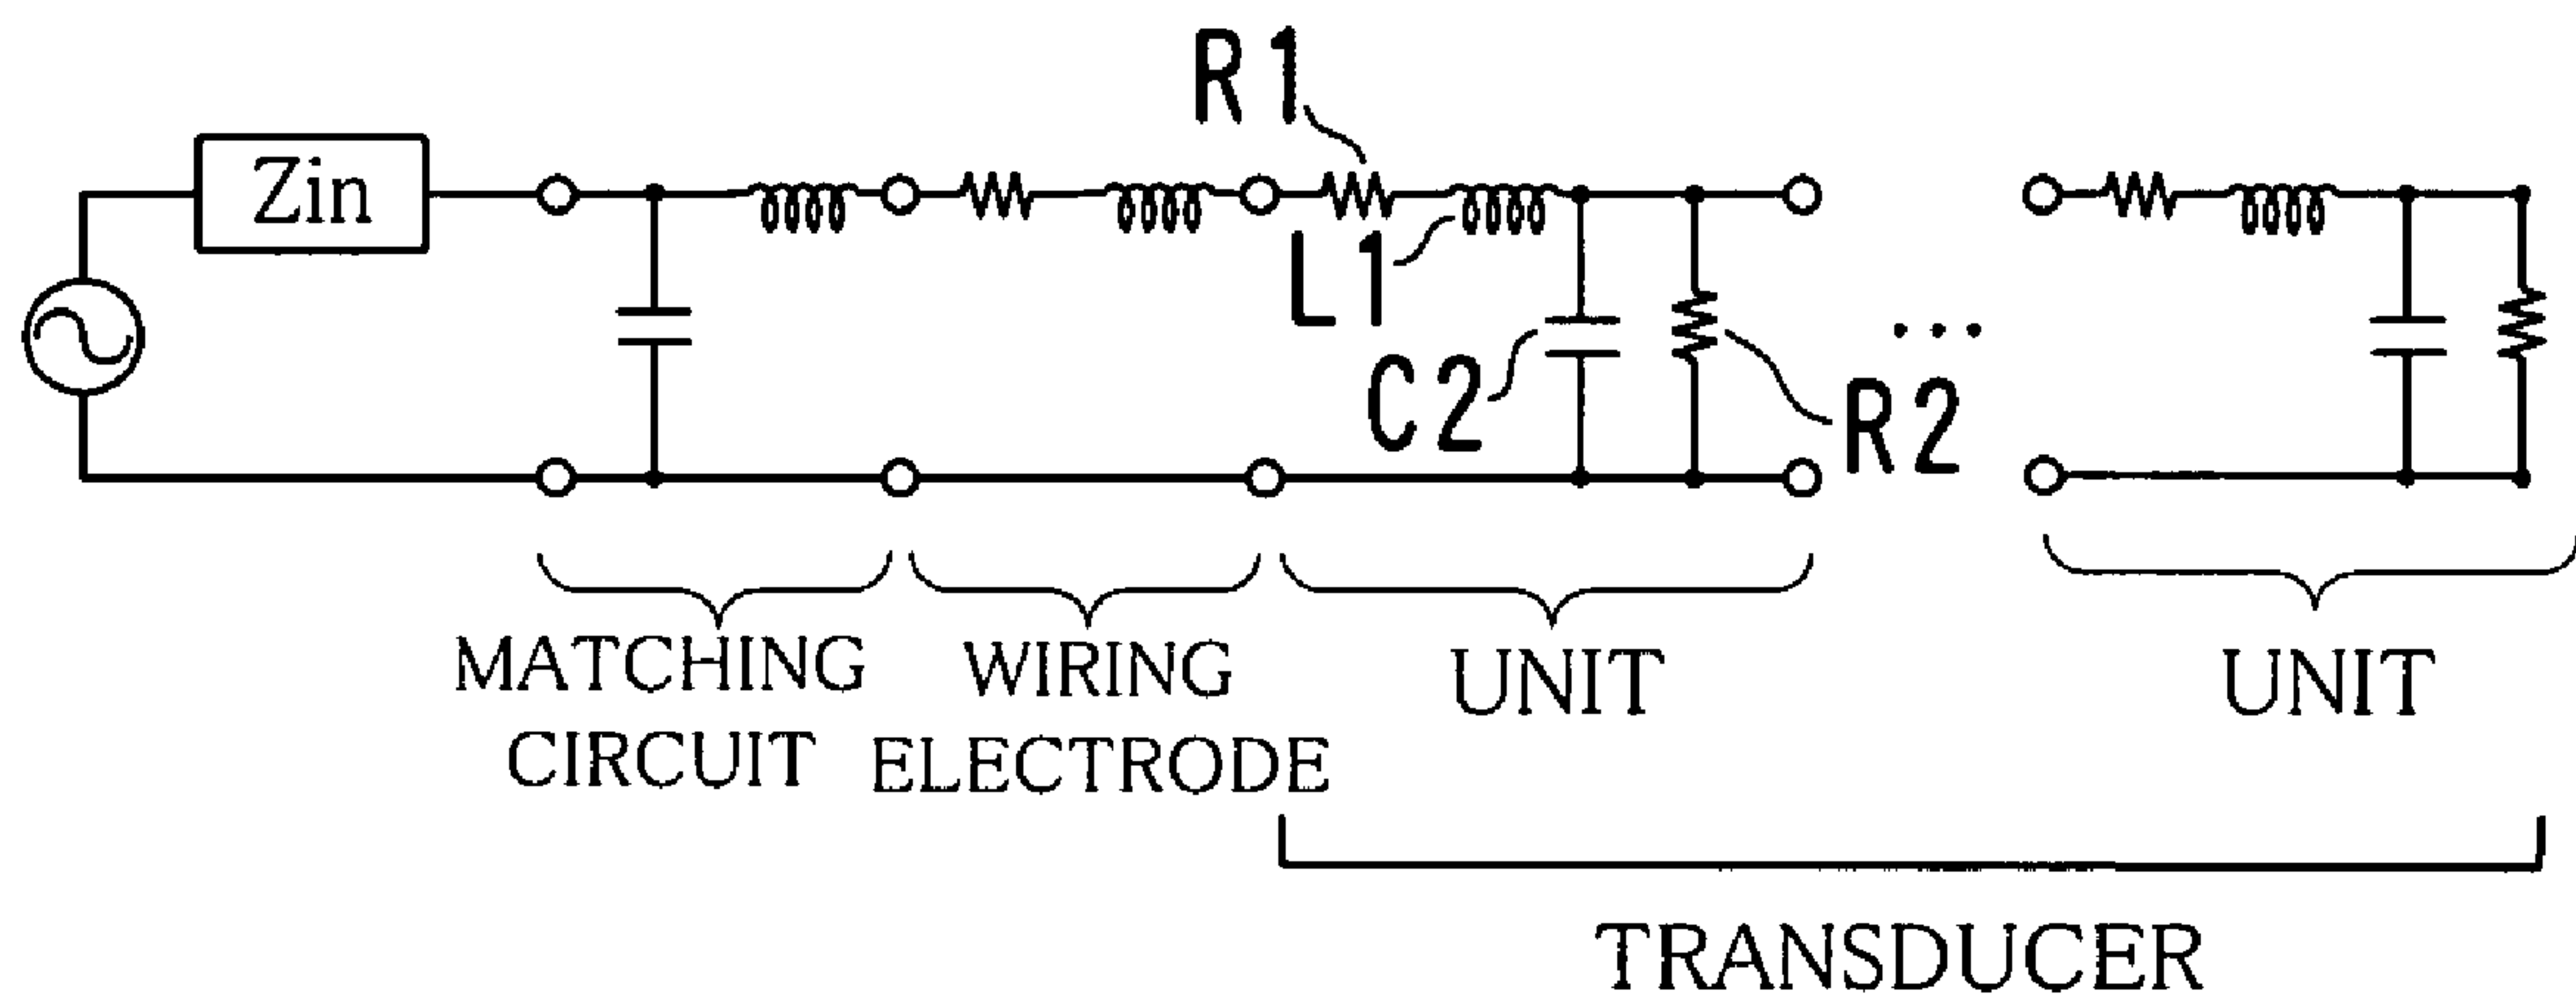 R1
Zin
L1
C2
...
R2
MATCHING
CIRCUIT
WIRING
ELECTRODE
UNIT
UNIT
TRANSDUCER